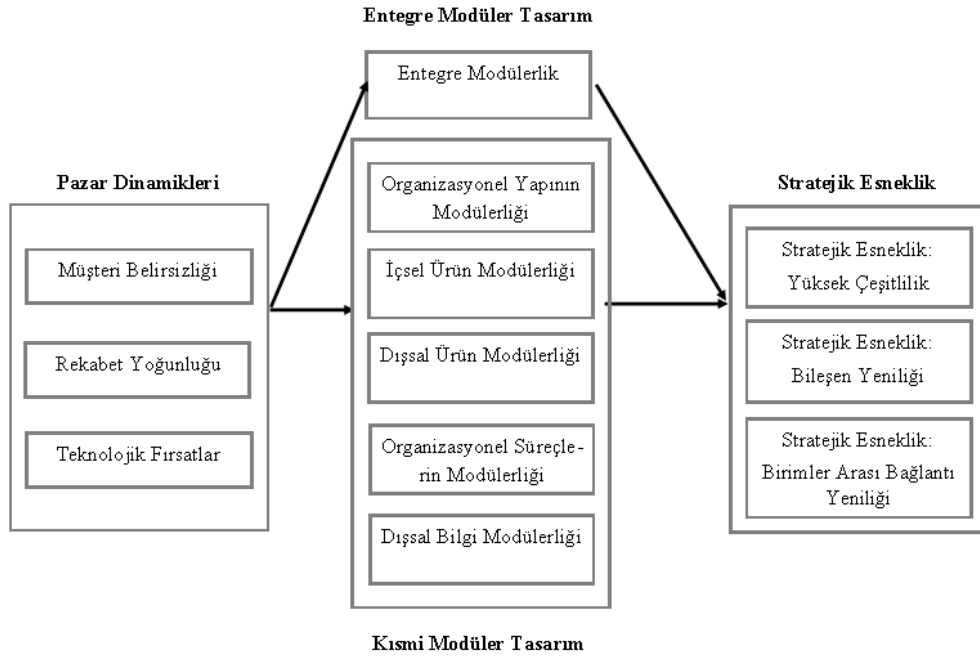 Entegre Modüler Tasarım
Entegre Modülerlik
Pazar Dinamikleri
Müşteri Belirsizliği
Rekabet Yoğunluğu
Teknolojik Fırsatlar
Organizasyonel Yapının
Modülerliği
İçsel Ürün Modülerliği
Dışsal Ürün Modülerliği
Organizasyonel Süreçle-
rin Modülerliği
Dışsal Bilgi Modülerliği
Kısmi Modüler Tasarım
Stratejik Esneklik
Stratejik Esneklik:
Yüksek Çeşitlilik
Stratejik Esneklik:
Bileşen Yeniliği
Stratejik Esneklik:
Birimler Arası Bağlantı
Yeniliği